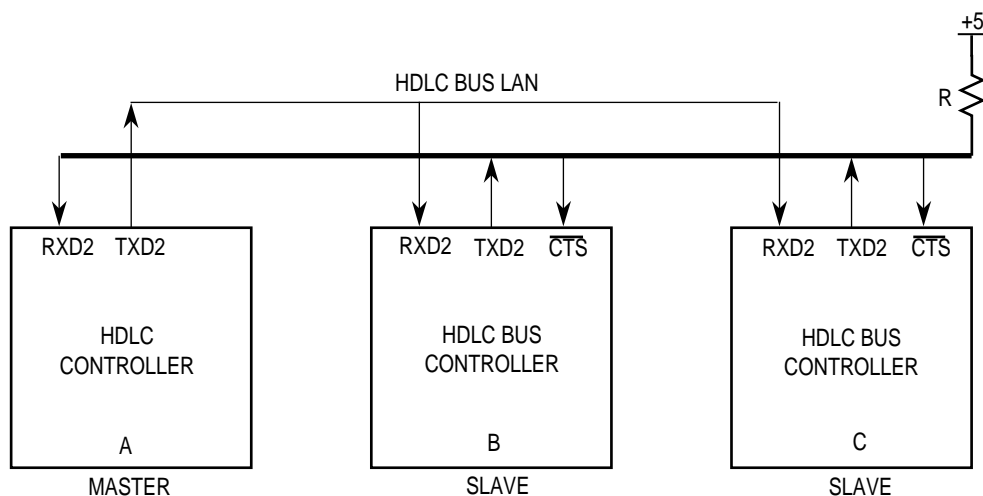 +5
HDLC BUS LAN
R
RXD2 TXD2
RXD2 TXD2 CTS
RXD2 TXD2 CTS
HDLC
CONTROLLER
A
MASTER
HDLC BUS
CONTROLLER
B
SLAVE
HDLC BUS
CONTROLLER
C
SLAVE